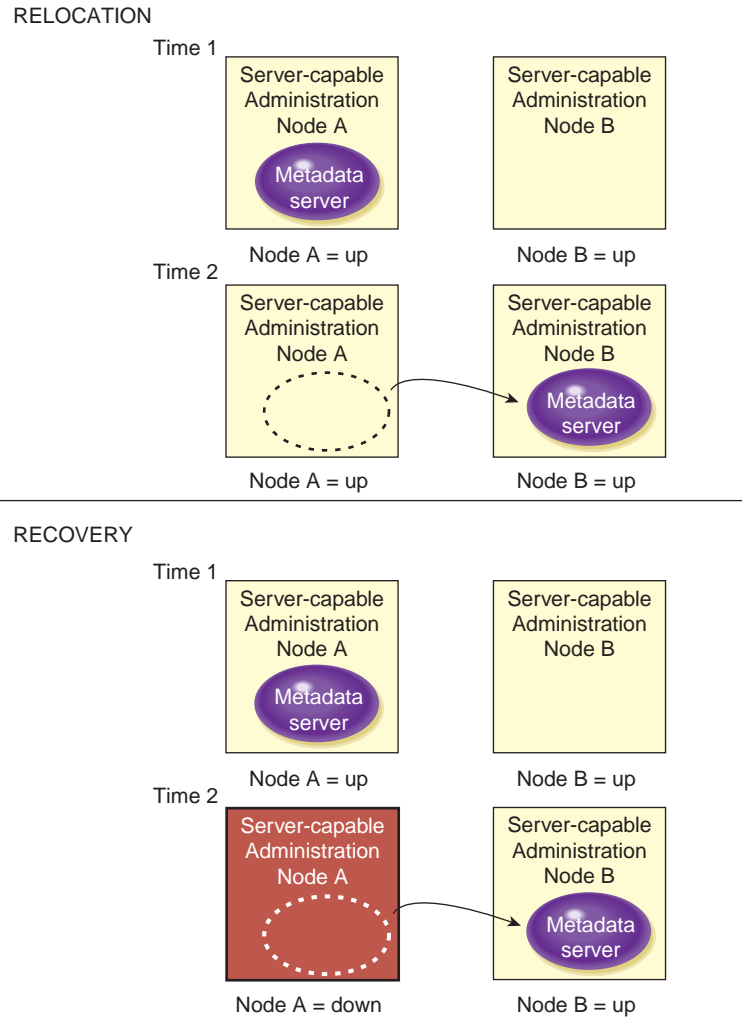 RELOCATION
Time 1
Server-capable
Administration
Node A
Metadata
server
Node A = up
Server-capable
Administration
Node B
Node B = up
Time 2
Server-capable
Administration
Node A
Node A = up
Server-capable
Administration
Node B
Metadata
server
Node B = up
RECOVERY
Time 1
Server-capable
Administration
Node A
Metadata
server
Node A = up
Server-capable
Administration
Node B
Node B = up
Time 2
Server-capable
Administration
Node A
Node A = down
Server-capable
Administration
Node B
Metadata
server
Node B = up